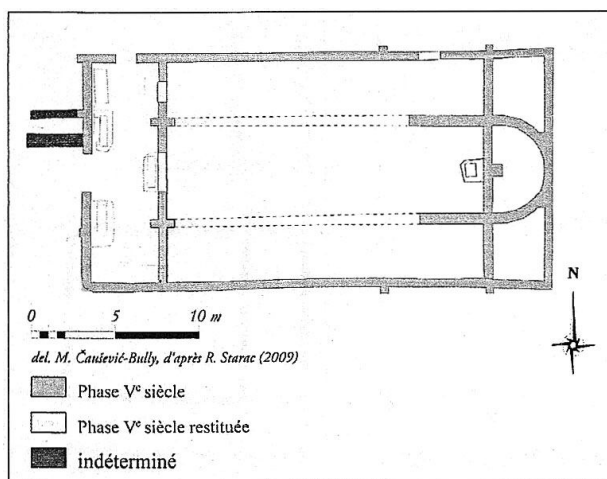 N
0 5 10 m
del. M. Čaušević-Bully, d'après R. Starac (2009)
Phase Vᵉ siècle
Phase Vᵉ siècle restituée
indéterminé